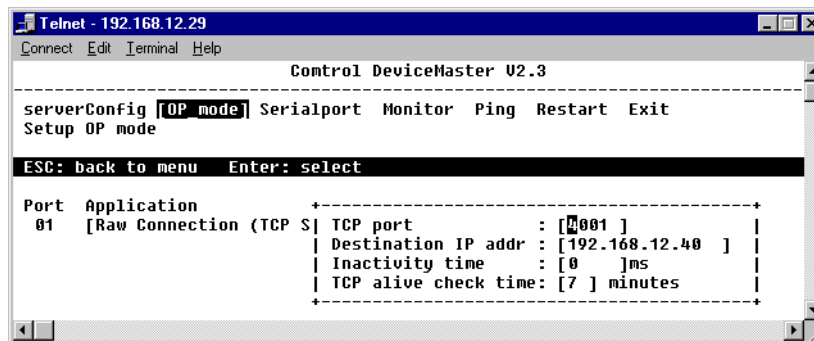 Telnet - 192.168.12.29
Connect Edit Terminal Help
Comtrol DeviceMaster V2.3
------------------------------------------------------------------------------
serverConfig [OP mode] Serialport Monitor Ping Restart Exit
Setup OP mode
ESC: back to menu Enter: select
Port Application +-----------------------------------------------+
01 [Raw Connection (TCP S| TCP port : [4001 ] |
| Destination IP addr : [192.168.12.40 ] |
| Inactivity time : [0 ]ms |
| TCP alive check time: [7 ] minutes |
+-----------------------------------------------+